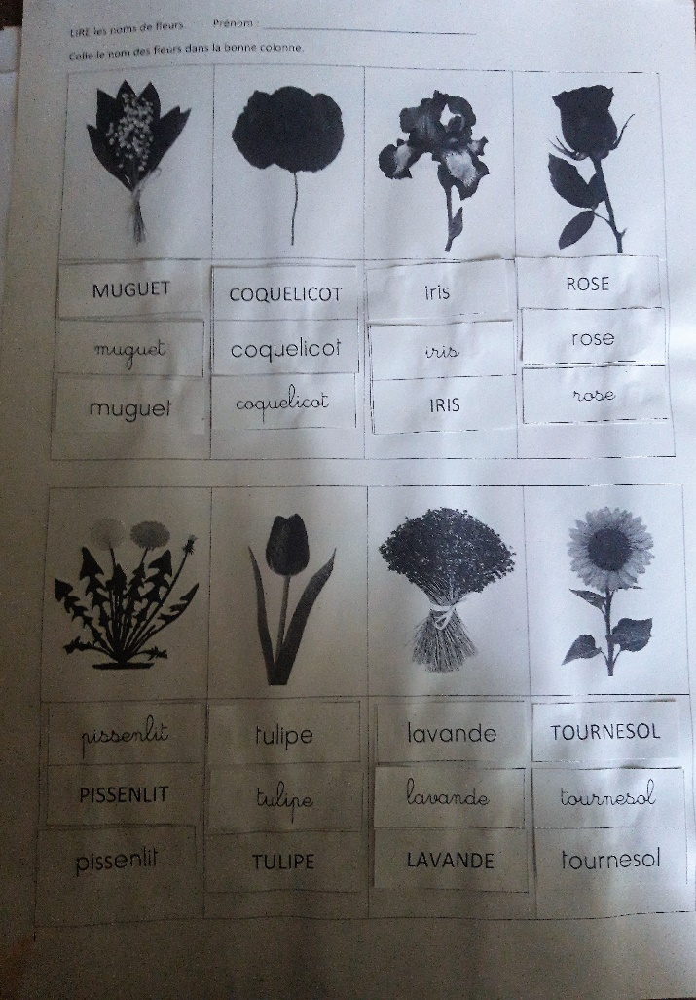 LIRE les noms de fleurs. Prénom :
Colle le nom des fleurs dans la bonne colonne.
MUGUET COQUELICOT iris ROSE
muguet coquelicot iris rose
muguet coquelicot IRIS rose
pissenlit tulipe lavande TOURNESOL
PISSENLIT tulipe lavande tournesol
pissenlit TULIPE LAVANDE tournesol